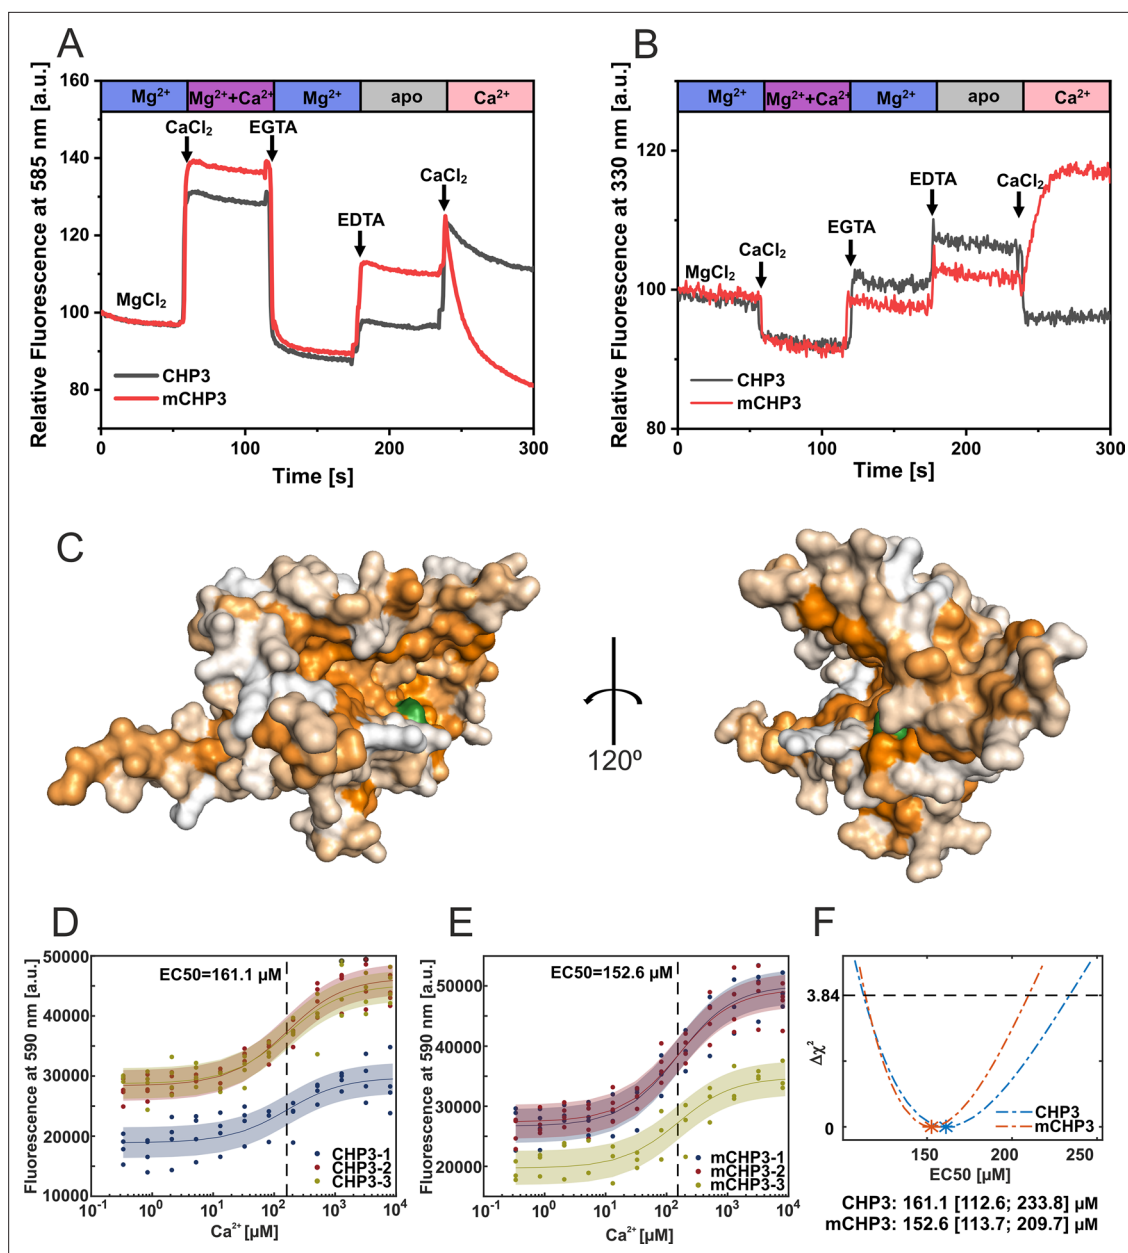 A
Relative Fluorescence at 585 nm [a.u.]
160
140
120
100
80
Mg²⁺
Mg²⁺+Ca²⁺
Mg²⁺
apo
Ca²⁺
CaCl₂
EGTA
CaCl₂
EDTA
MgCl₂
CHP3
mCHP3
0
100
200
300
Time [s]
B
Relative Fluorescence at 330 nm [a.u.]
120
100
80
Mg²⁺
Mg²⁺+Ca²⁺
Mg²⁺
apo
Ca²⁺
EDTA
CaCl₂
EGTA
CaCl₂
MgCl₂
CHP3
mCHP3
0
100
200
300
Time [s]
C
120º
D
Fluorescence at 590 nm [a.u.]
50000
40000
30000
20000
10000
EC50=161.1 µM
CHP3-1
CHP3-2
CHP3-3
10⁻¹
10⁰
10¹
10²
10³
10⁴
Ca²⁺ [µM]
E
Fluorescence at 590 nm [a.u.]
50000
40000
30000
20000
EC50=152.6 µM
mCHP3-1
mCHP3-2
mCHP3-3
10⁻¹
10⁰
10¹
10²
10³
10⁴
Ca²⁺ [µM]
F
Δχ²
3.84
0
CHP3
mCHP3
100
150
200
250
EC50 [µM]
CHP3: 161.1 [112.6; 233.8] µM
mCHP3: 152.6 [113.7; 209.7] µM